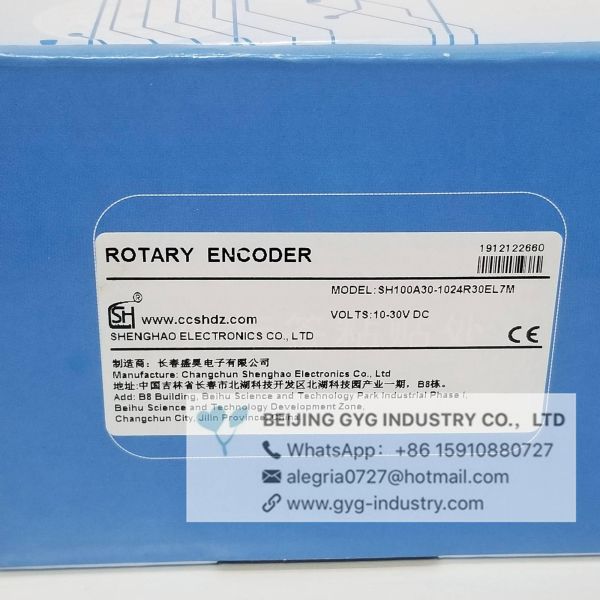 ROTARY ENCODER
1912122660
MODEL:SH100A30-1024R30EL7M
VOLTS:10-30V DC
SH ®
www.ccshdz.com
SHENGHAO ELECTRONICS CO., LTD
CE
制造商：长春盛昊电子有限公司
Manufacture: Changchun Shenghao Electronics Co., Ltd
地址:中国吉林省长春市北湖科技开发区北湖科技园产业一期，B8栋。
Add: B8 Building, Beihu Science and Technology Park Industrial Phase I,
Beihu Science and Technology Development Zone,
Changchun City, Jilin Province, China
BEIJING GYG INDUSTRY CO., LTD
WhatsApp: +86 15910880727
alegria0727@hotmail.com
www.gyg-industry.com